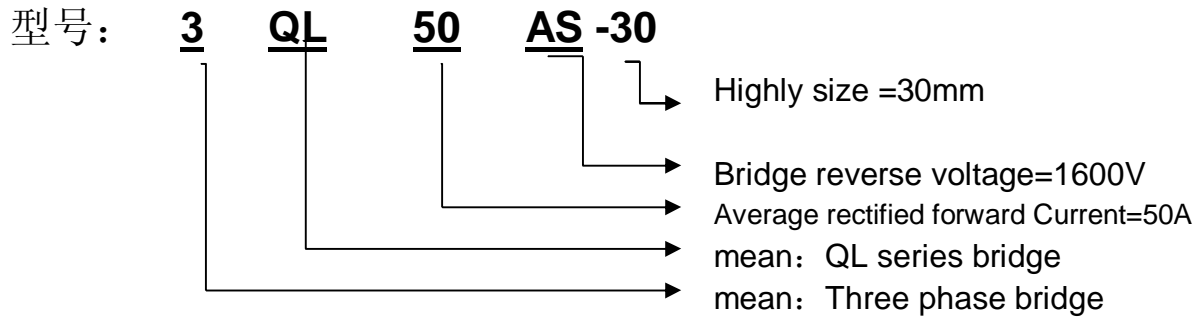 型号： 3 QL 50 AS -30
Highly size =30mm
Bridge reverse voltage=1600V
Average rectified forward Current=50A
mean：QL series bridge
mean：Three phase bridge